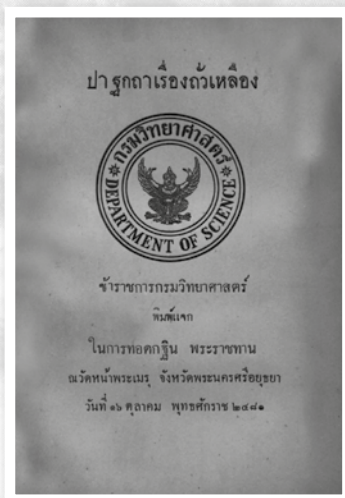 ปาฐกถาเรื่องถั่วเหลือง
กรมวิทยาศาสตร์
DEPARTMENT OF SCIENCE
ข้าราชการกรมวิทยาศาสตร์
พิมพ์แจก
ในการทอดกฐิน พระราชทาน
ณวัดหน้าพระเมรุ จังหวัดพระนครศรีอยุธยา
วันที่ ๑๖ ตุลาคม พุทธศักราช ๒๔๘๑